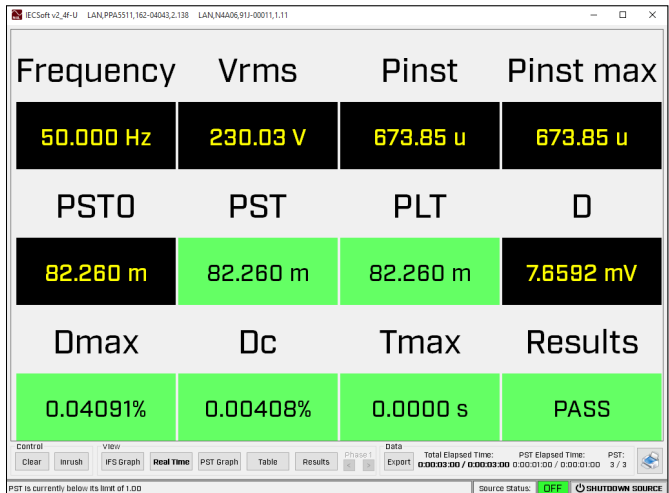 IECSoft v2_4f-U    LAN,PPA5511,162-04043,2.138    LAN,N4A06,91J-00011,1.11
Frequency Vrms Pinst Pinst max
50.000 Hz 230.03 V 673.85 u 673.85 u
PST0 PST PLT D
82.260 m 82.260 m 82.260 m 7.6592 mV
Dmax Dc Tmax Results
0.04091% 0.00408% 0.0000 s PASS
Control View Data
Clear Inrush IFS Graph Real Time PST Graph Table Results Phase 1 < > Export Total Elapsed Time: PST Elapsed Time: PST:
0:00:03:00 / 0:00:03:00 0:00:01:00 / 0:00:01:00 3 / 3
PST is currently below its limit of 1.00 Source Status: OFF SHUTDOWN SOURCE